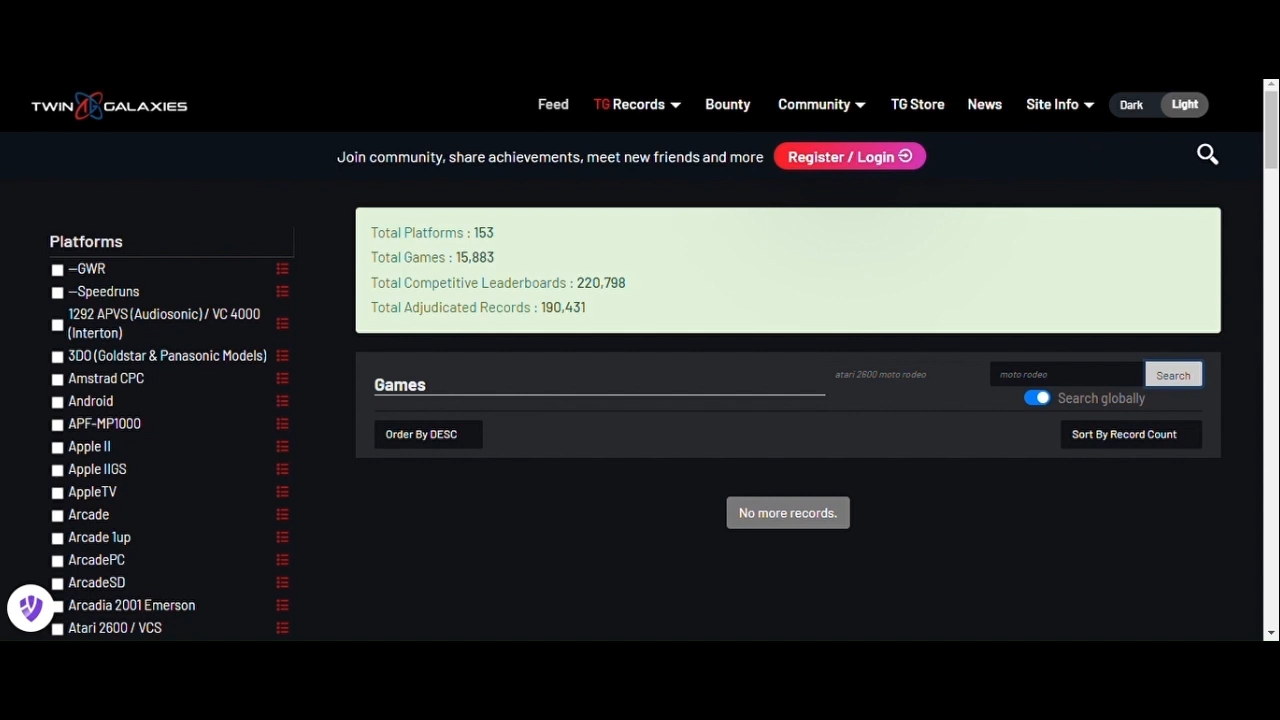 TWIN GALAXIES
Feed
TG Records
Bounty
Community
TG Store
News
Site Info
Dark
Light
Join community, share achievements, meet new friends and more
Register / Login
Platforms
—GWR
—Speedruns
1292 APVS (Audiosonic) / VC 4000
(Interton)
3DO (Goldstar & Panasonic Models)
Amstrad CPC
Android
APF-MP1000
Apple II
Apple IIGS
AppleTV
Arcade
Arcade 1up
ArcadePC
ArcadeSD
Arcadia 2001 Emerson
Atari 2600 / VCS
Total Platforms : 153
Total Games : 15,883
Total Competitive Leaderboards : 220,798
Total Adjudicated Records : 190,431
Games
atari 2600 moto rodeo
moto rodeo
Search
Search globally
Order By DESC
Sort By Record Count
No more records.